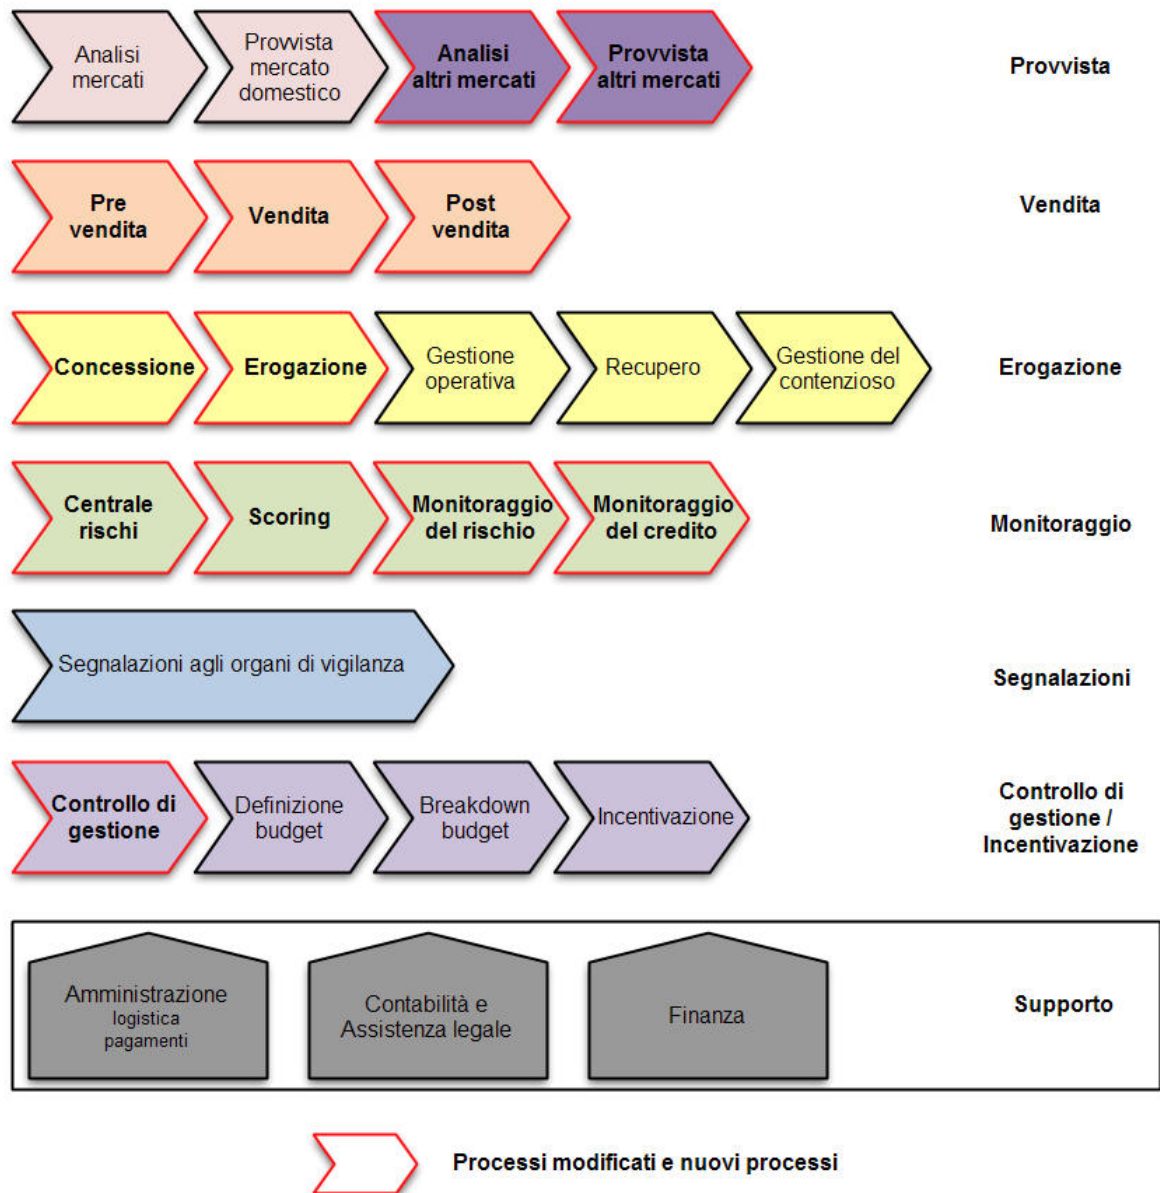 Analisi
mercati
Provvista
mercato
domestico
Analisi
altri mercati
Provvista
altri mercati
Provvista
Pre
vendita
Vendita
Post
vendita
Vendita
Concessione
Erogazione
Gestione
operativa
Recupero
Gestione del
contenzioso
Erogazione
Centrale
rischi
Scoring
Monitoraggio
del rischio
Monitoraggio
del credito
Monitoraggio
Segnalazioni agli organi di vigilanza
Segnalazioni
Controllo di
gestione
Definizione
budget
Breakdown
budget
Incentivazione
Controllo di
gestione /
Incentivazione
Amministrazione
logistica
pagamenti
Contabilità e
Assistenza legale
Finanza
Supporto
Processi modificati e nuovi processi